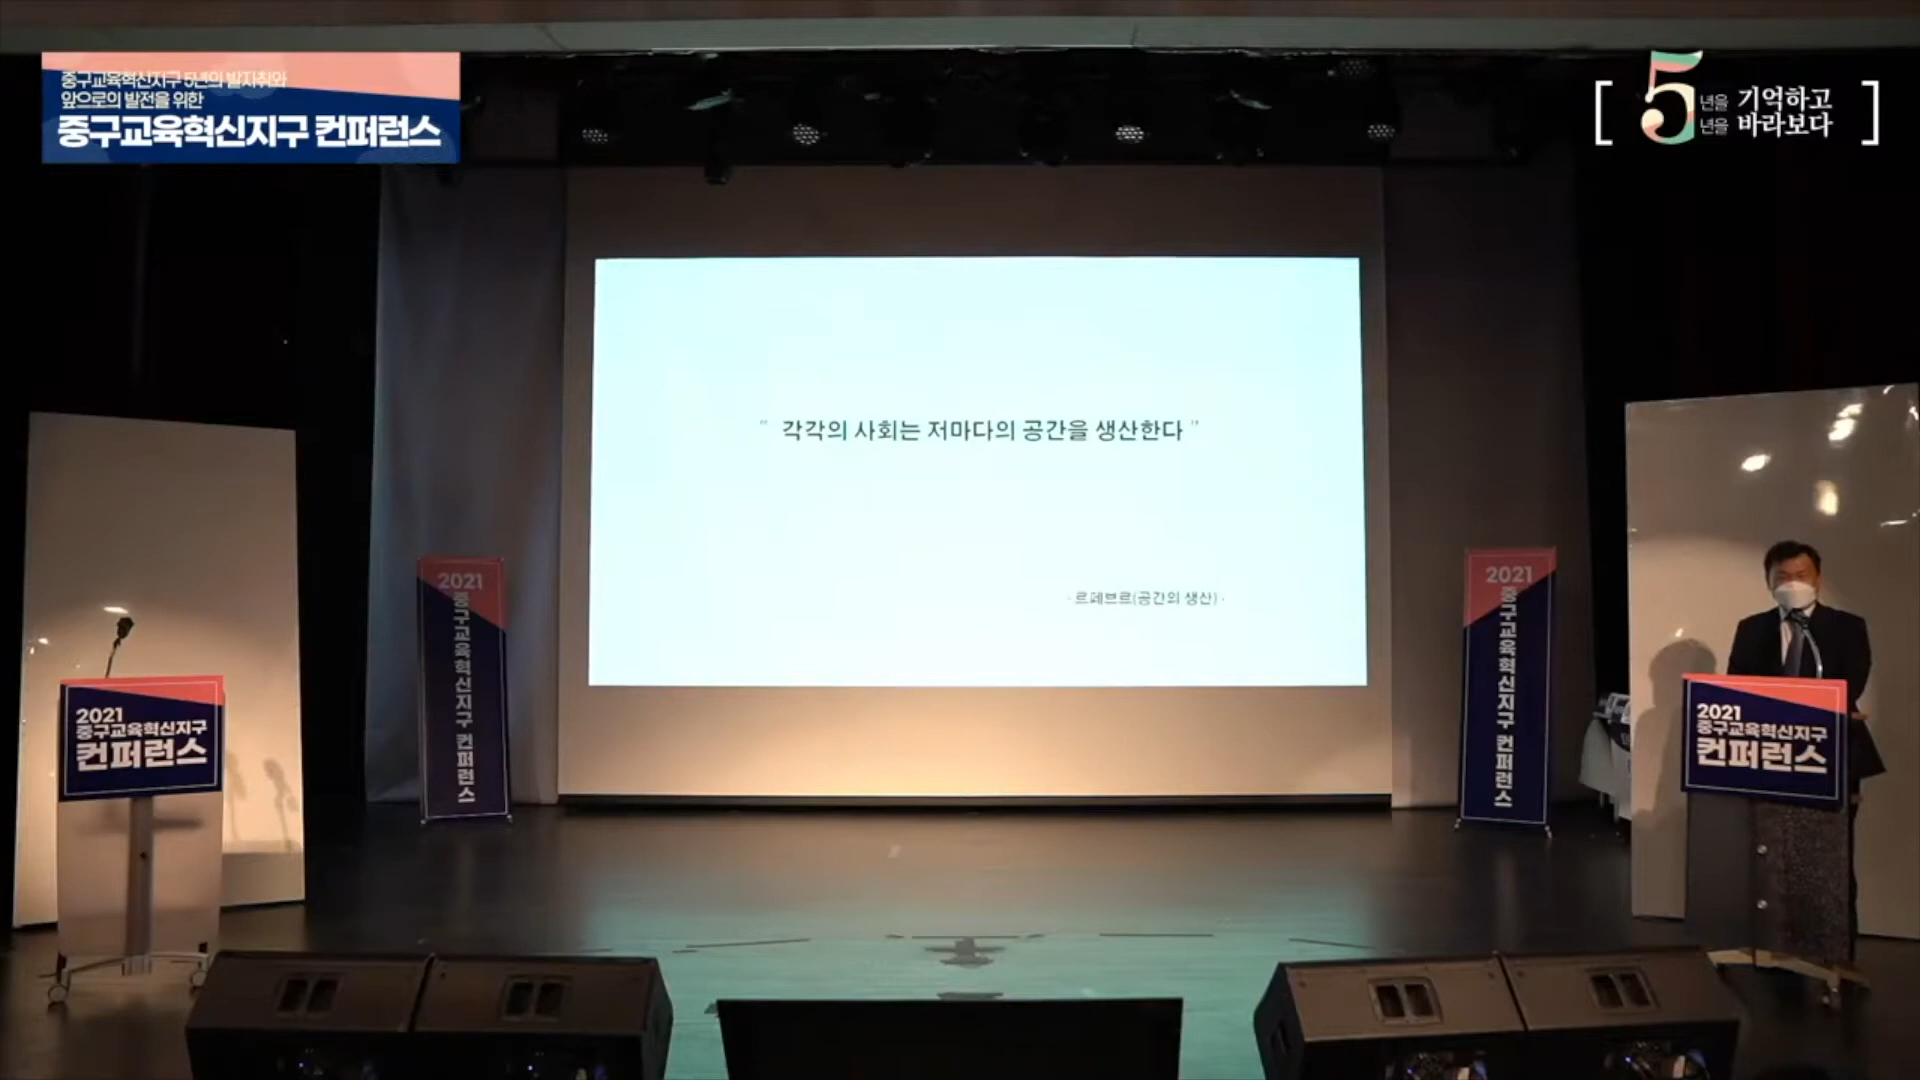 중구교육혁신지구 5년의 발자취와
앞으로의 발전을 위한
중구교육혁신지구 컨퍼런스
[ 5 년을 기억하고
년을 바라보다 ]
" 각각의 사회는 저마다의 공간을 생산한다 "
- 르페브르(공간의 생산) -
2021
중구교육혁신지구 컨퍼런스
2021
중구교육혁신지구 컨퍼런스
2021
중구교육혁신지구
컨퍼런스
2021
중구교육혁신지구
컨퍼런스